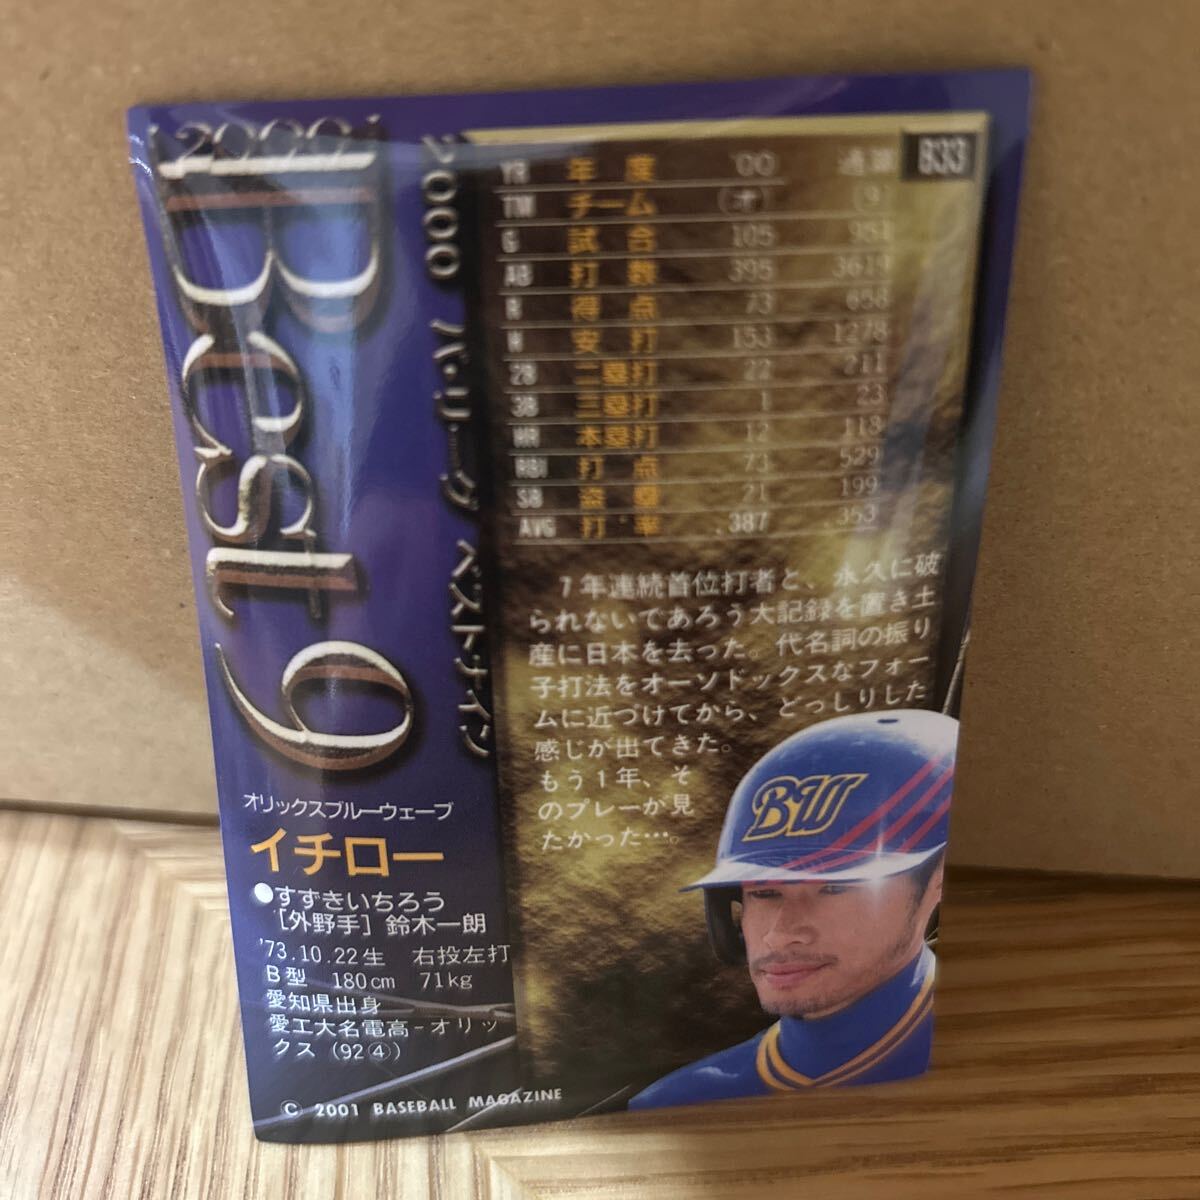 2000
Best 9
2000 パ・リーグ ベストナイン
B33
YR 年度 '00 通算
TM チーム (オ) (9)
G 試合 105 951
AB 打数 395 3619
R 得点 73 658
H 安打 153 1278
2B 二塁打 22 211
3B 三塁打 1 23
HR 本塁打 12 118
RBI 打点 73 529
SB 盗塁 21 199
AVG 打率 .387 .353
7年連続首位打者と、永久に破
られないであろう大記録を置き土
産に日本を去った。代名詞の振り
子打法をオーソドックスなフォー
ムに近づけてから、どっしりした
感じが出てきた。
もう1年、そ
のプレーが見
たかった…。
BW
オリックスブルーウェーブ
イチロー
●すずきいちろう
[外野手] 鈴木一朗
'73.10.22生 右投左打
B型 180cm 71kg
愛知県出身
愛工大名電高-オリッ
クス (92④)
© 2001 BASEBALL MAGAZINE